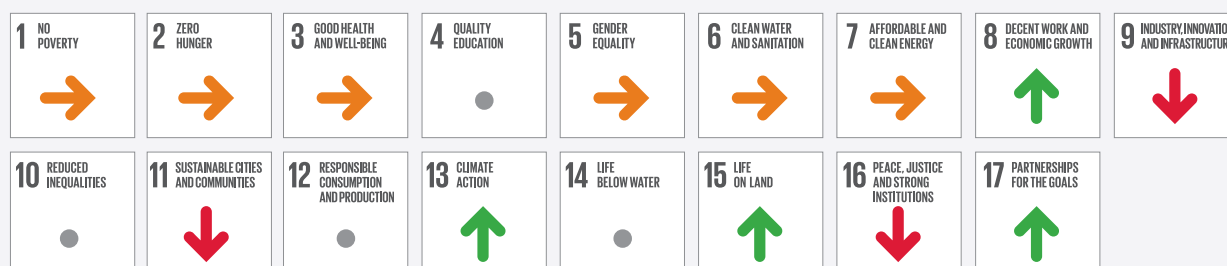 1 NO
POVERTY
2 ZERO
HUNGER
3 GOOD HEALTH
AND WELL-BEING
4 QUALITY
EDUCATION
5 GENDER
EQUALITY
6 CLEAN WATER
AND SANITATION
7 AFFORDABLE AND
CLEAN ENERGY
8 DECENT WORK AND
ECONOMIC GROWTH
9 INDUSTRY, INNOVATIO
AND INFRASTRUCTUR
10 REDUCED
INEQUALITIES
11 SUSTAINABLE CITIES
AND COMMUNITIES
12 RESPONSIBLE
CONSUMPTION
AND PRODUCTION
13 CLIMATE
ACTION
14 LIFE
BELOW WATER
15 LIFE
ON LAND
16 PEACE, JUSTICE
AND STRONG
INSTITUTIONS
17 PARTNERSHIPS
FOR THE GOALS